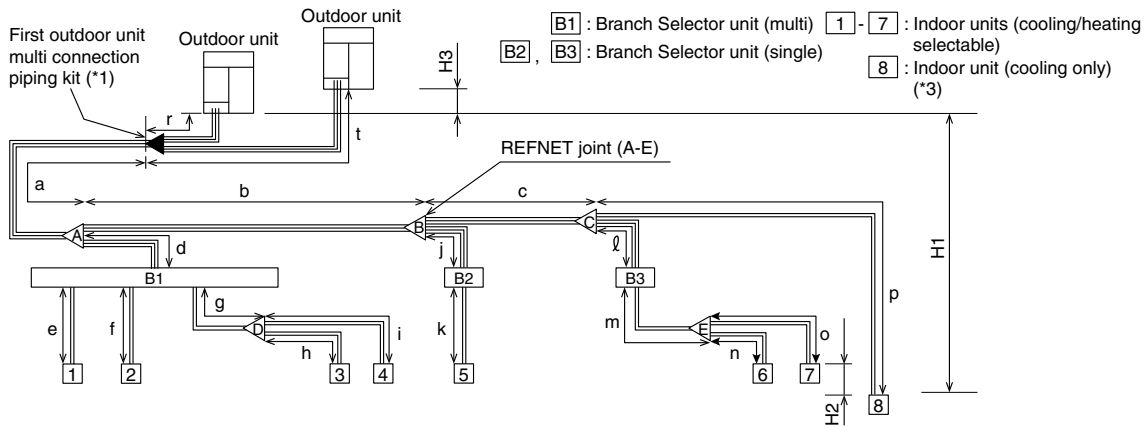 Outdoor unit
B1 : Branch Selector unit (multi)
1 - 7 : Indoor units (cooling/heating
selectable)
First outdoor unit
multi connection
piping kit (*1)
Outdoor unit
B2 , B3 : Branch Selector unit (single)
8 : Indoor unit (cooling only)
(*3)
H3
r
t
REFNET joint (A-E)
a
b
c
A
B
C
d
j
ℓ
H1
B1
B2
B3
p
e
f
g
D
h
i
k
m
E
n
o
1
2
3
4
5
6
7
H2
8